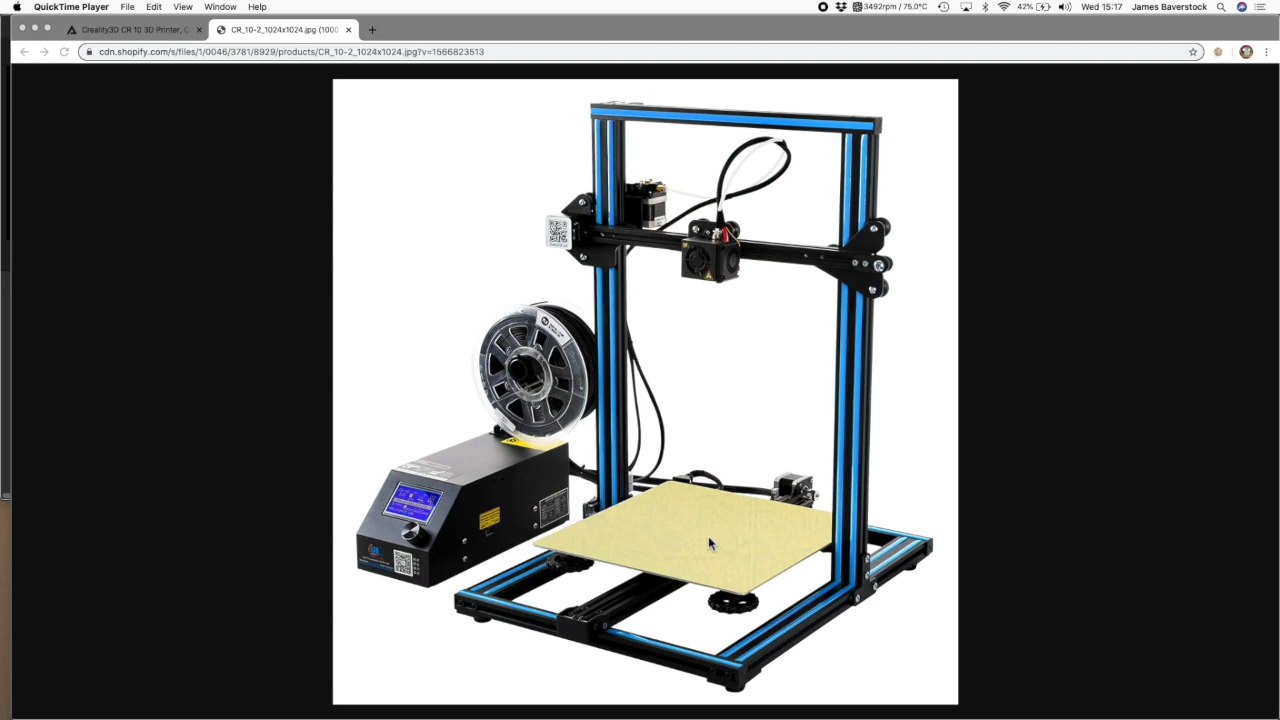 QuickTime Player File Edit View Window Help
3492rpm / 75.0°C 42% Wed 15:17 James Baverstock
Creality3D CR 10 3D Printer, C
CR_10-2_1024x1024.jpg (1000
cdn.shopify.com/s/files/1/0046/3781/8929/products/CR_10-2_1024x1024.jpg?v=1566823513